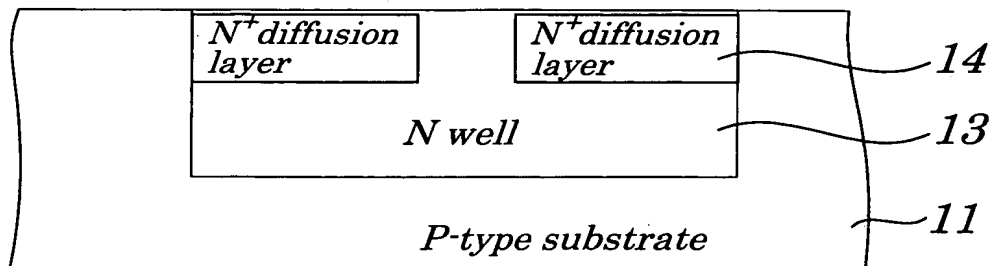 N⁺diffusion layer
N⁺diffusion layer
14
N well
13
P-type substrate
11